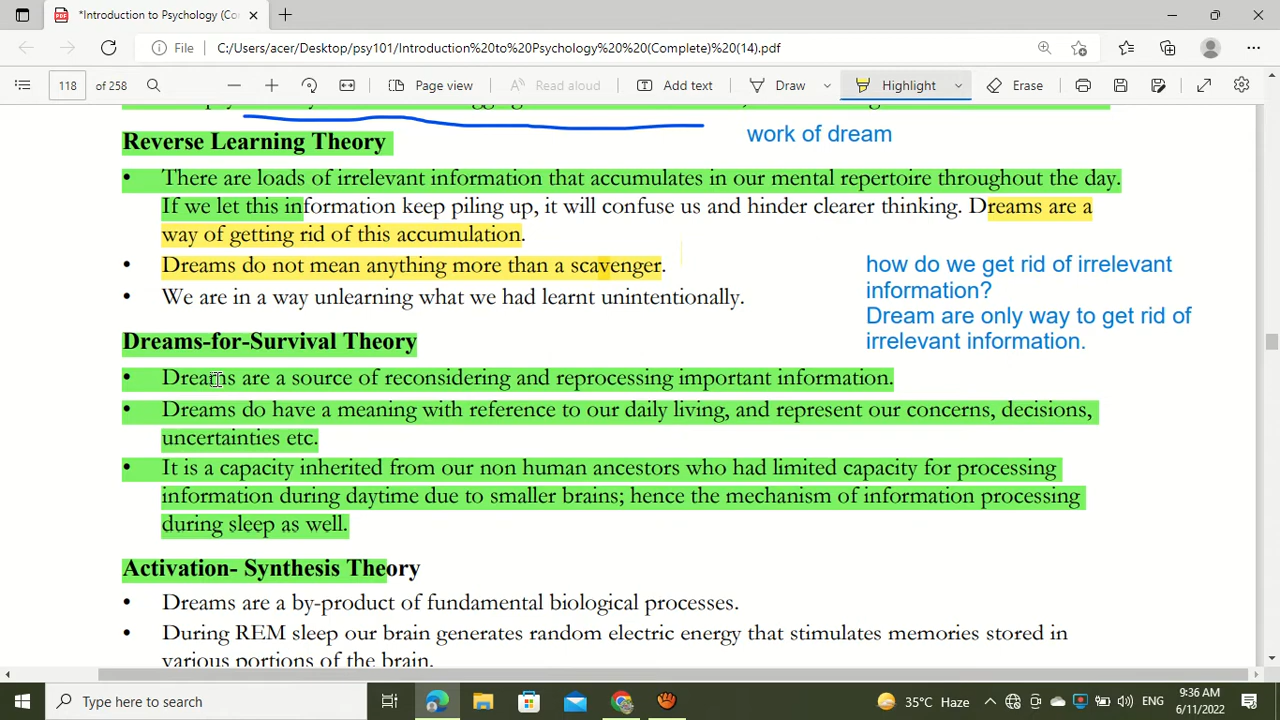 *Introduction to Psychology (Co
File
C:/Users/acer/Desktop/psy101/Introduction%20to%20Psychology%20%20(Complete)%20(14).pdf
118 of 258
Page view
Read aloud
Add text
Draw
Highlight
Erase
work of dream
Reverse Learning Theory
• There are loads of irrelevant information that accumulates in our mental repertoire throughout the day.
If we let this information keep piling up, it will confuse us and hinder clearer thinking. Dreams are a
way of getting rid of this accumulation.
• Dreams do not mean anything more than a scavenger.
• We are in a way unlearning what we had learnt unintentionally.
how do we get rid of irrelevant
information?
Dream are only way to get rid of
irrelevant information.
Dreams-for-Survival Theory
• Dreams are a source of reconsidering and reprocessing important information.
• Dreams do have a meaning with reference to our daily living, and represent our concerns, decisions,
uncertainties etc.
• It is a capacity inherited from our non human ancestors who had limited capacity for processing
information during daytime due to smaller brains; hence the mechanism of information processing
during sleep as well.
Activation- Synthesis Theory
• Dreams are a by-product of fundamental biological processes.
• During REM sleep our brain generates random electric energy that stimulates memories stored in
various portions of the brain.
Type here to search
35°C Haze
ENG
9:36 AM
6/11/2022